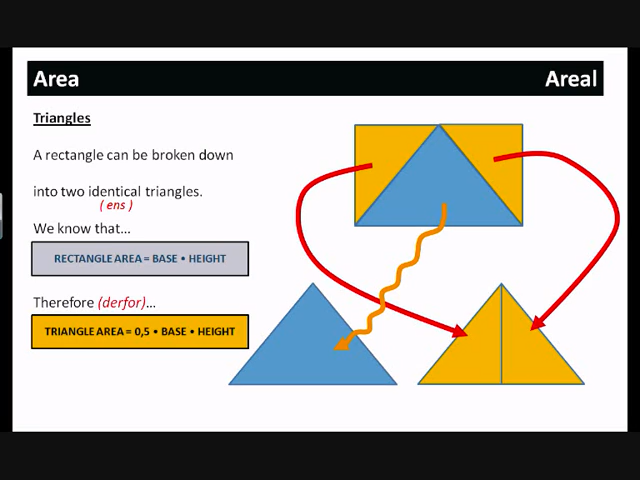 Area
Areal
Triangles
A rectangle can be broken down
into two identical triangles.
( ens )
We know that...
RECTANGLE AREA = BASE • HEIGHT
Therefore (derfor)...
TRIANGLE AREA = 0,5 • BASE • HEIGHT